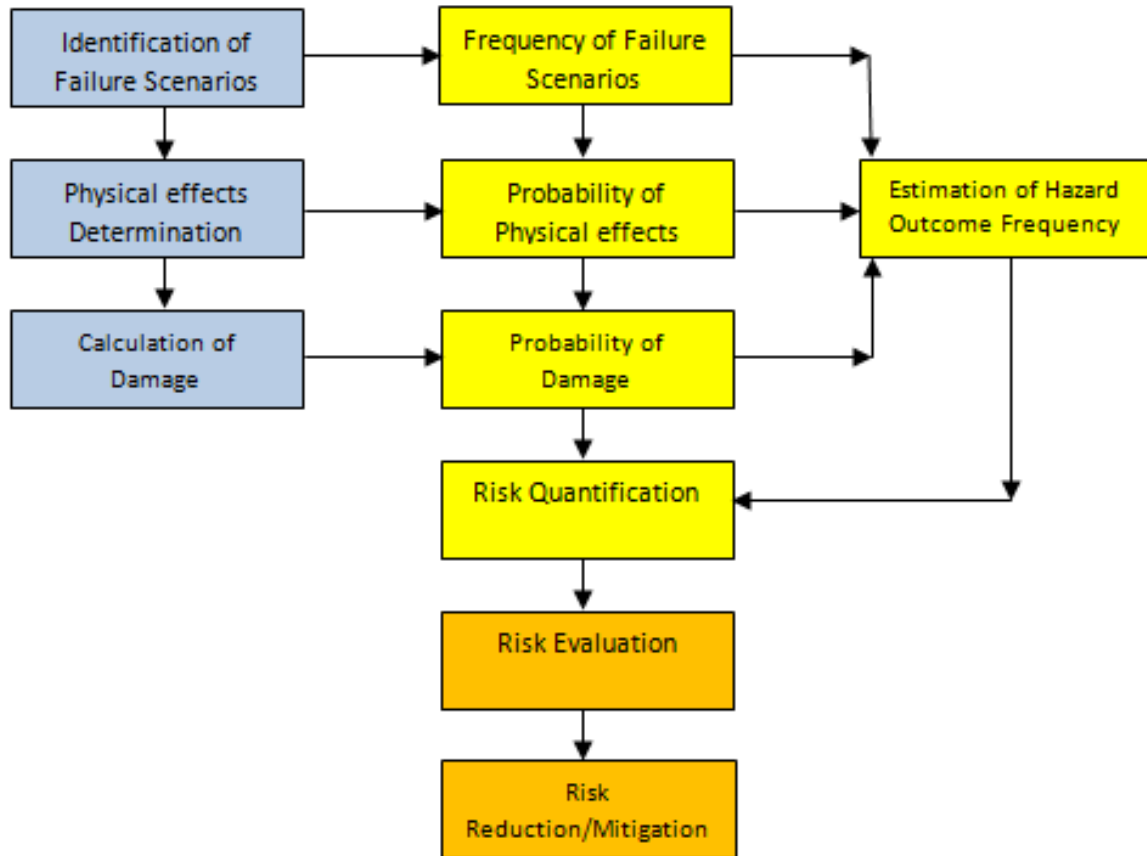 Identification of
Failure Scenarios
Frequency of Failure
Scenarios
Physical effects
Determination
Probability of
Physical effects
Estimation of Hazard
Outcome Frequency
Calculation of
Damage
Probability of
Damage
Risk Quantification
Risk Evaluation
Risk
Reduction/Mitigation